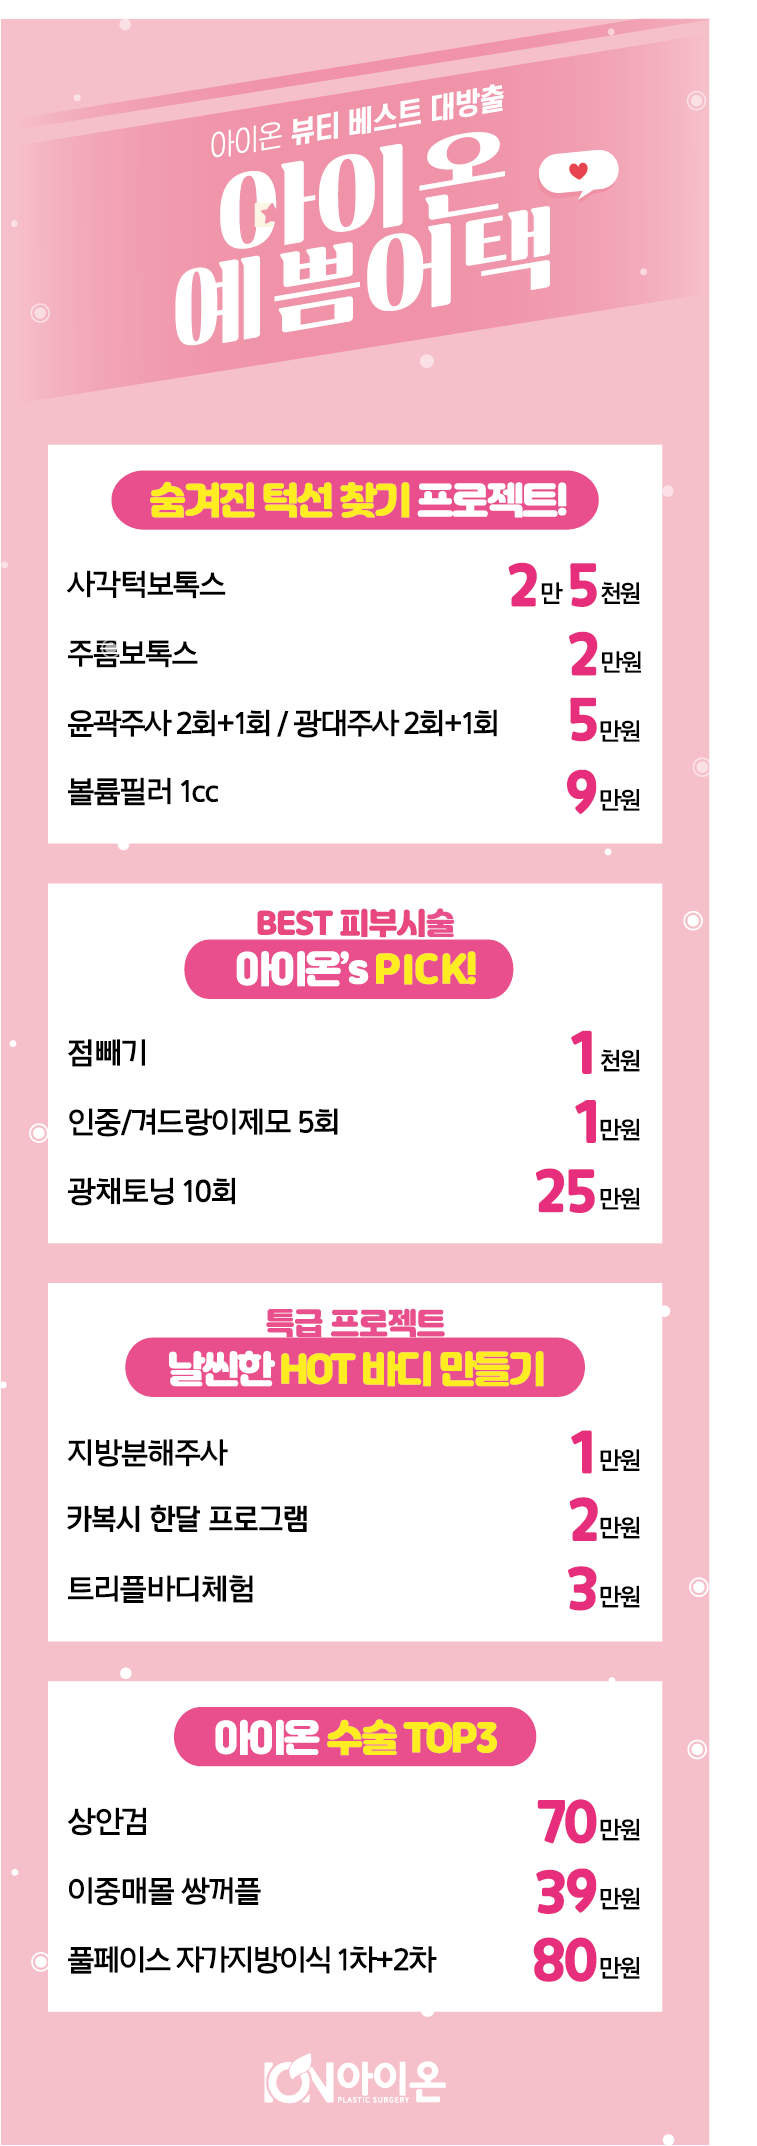 아이온 뷰티 베스트 대방출
아이온
예쁨어택
숨겨진 턱선 찾기 프로젝트!
사각턱보톡스 2만 5천원
주름보톡스 2만원
윤곽주사 2회+1회 / 광대주사 2회+1회 5만원
볼륨필러 1cc 9만원
BEST 피부시술
아이온's PICK!
점빼기 1천원
인중/겨드랑이제모 5회 1만원
광채토닝 10회 25만원
특급 프로젝트
날씬한 HOT 바디 만들기
지방분해주사 1만원
카복시 한달 프로그램 2만원
트리플바디체험 3만원
아이온 수술 TOP3
상안검 70만원
이중매몰 쌍꺼플 39만원
풀페이스 자가지방이식 1차+2차 80만원
ION 아이온
PLASTIC SURGERY